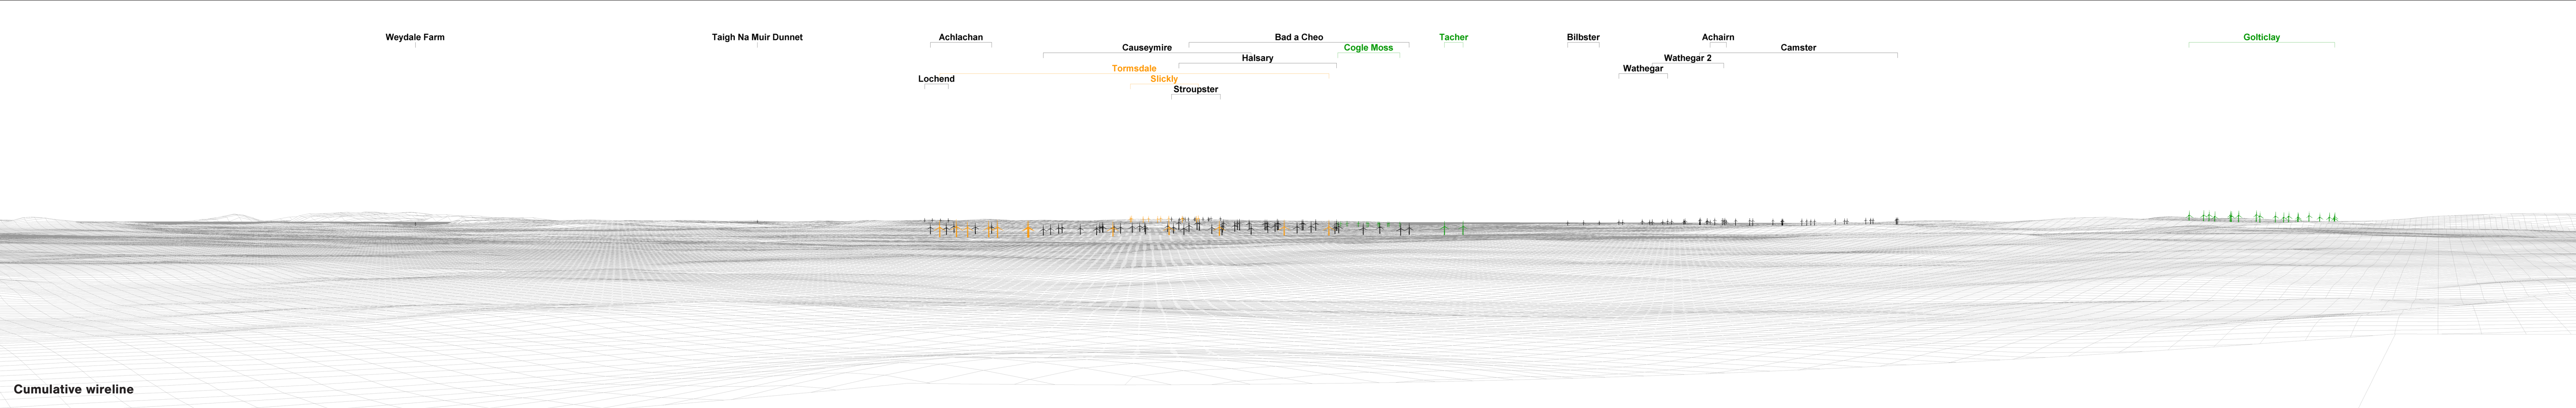 Weydale Farm
Taigh Na Muir Dunnet
Achlachan
Bad a Cheo
Tacher
Bilbster
Achairn
Golticlay
Causeymire
Cogle Moss
Camster
Halsary
Wathegar 2
Tormsdale
Wathegar
Lochend
Slickly
Stroupster
Cumulative wireline